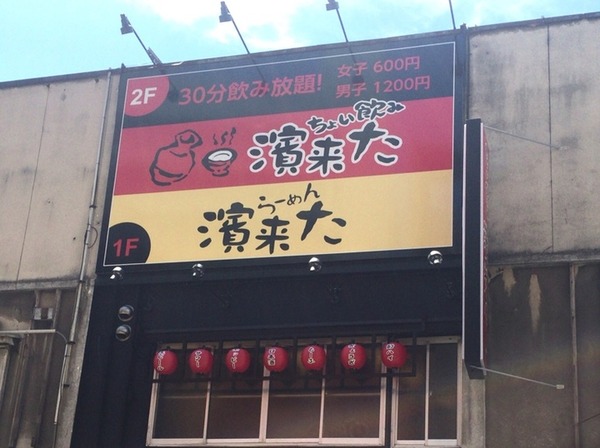 2F 30分飲み放題! 女子 600円
男子 1200円
ちょい飲み
濱来た
らーめん
1F 濱来た